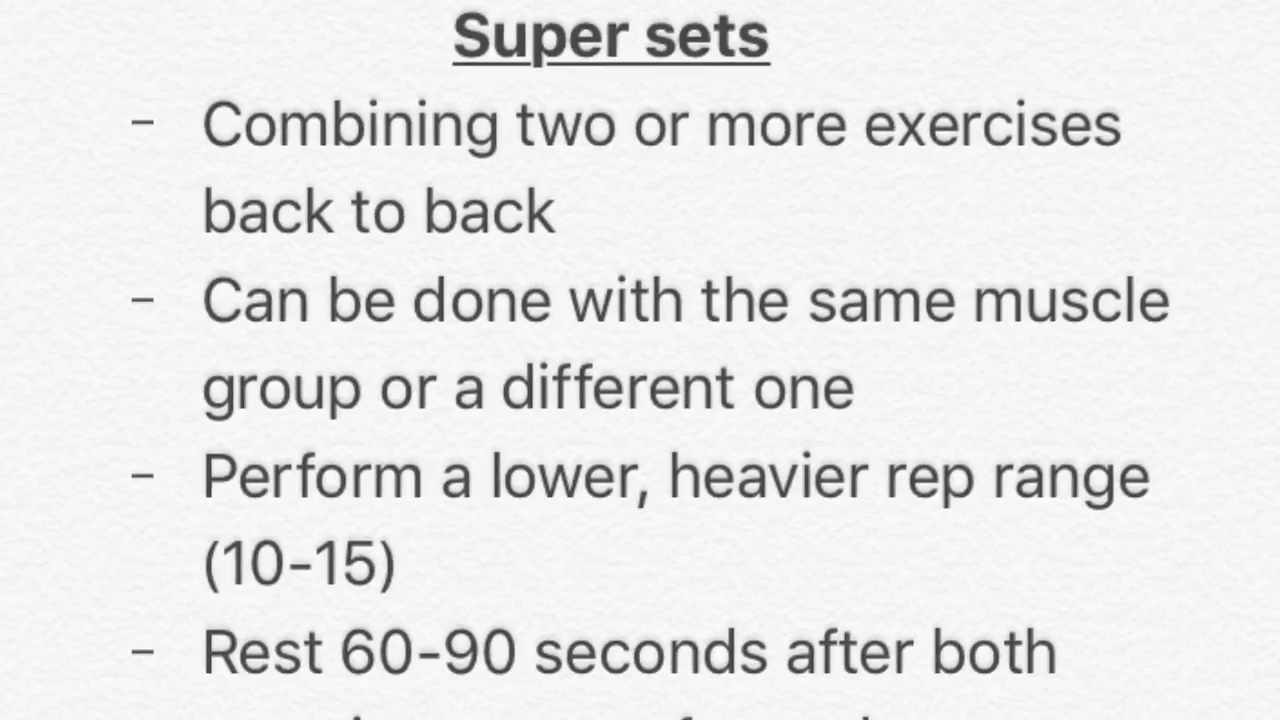 Super sets
- Combining two or more exercises
back to back
- Can be done with the same muscle
group or a different one
- Perform a lower, heavier rep range
(10-15)
- Rest 60-90 seconds after both